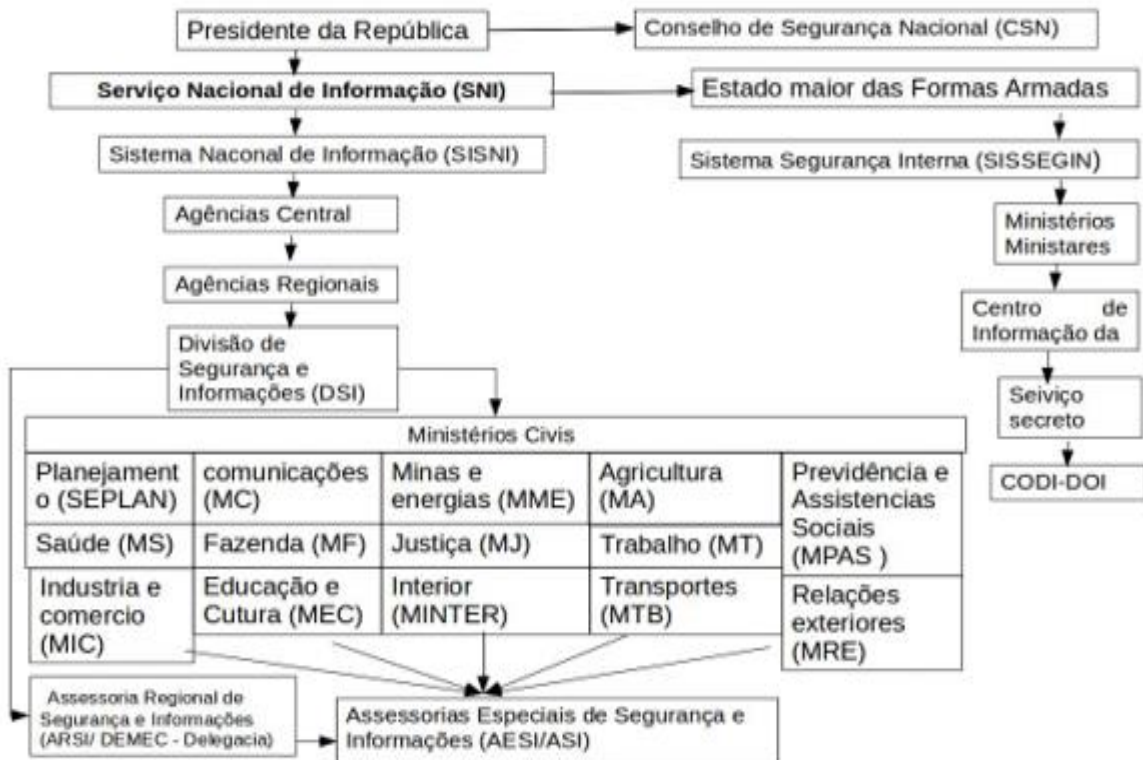 Presidente da República
Conselho de Segurança Nacional (CSN)
Serviço Nacional de Informação (SNI)
Estado maior das Formas Armadas
Sistema Naconal de Informação (SISNI)
Sistema Segurança Interna (SISSEGIN)
Agências Central
Ministérios
Ministares
Agências Regionais
Centro de
Informação da
Divisão de
Segurança e
Informações (DSI)
Seiviço
secreto
CODI-DOI
Ministérios Civis
Planejament
o (SEPLAN)
comunicações
(MC)
Minas e
energias (MME)
Agricultura
(MA)
Previdência e
Assistencias
Sociais
(MPAS )
Saúde (MS)
Fazenda (MF)
Justiça (MJ)
Trabalho (MT)
Industria e
comercio
(MIC)
Educação e
Cutura (MEC)
Interior
(MINTER)
Transportes
(MTB)
Relações
exteriores
(MRE)
Assessoria Regional de
Segurança e Informações
(ARSI/ DEMEC - Delegacia)
Assessorias Especiais de Segurança e
Informações (AESI/ASI)